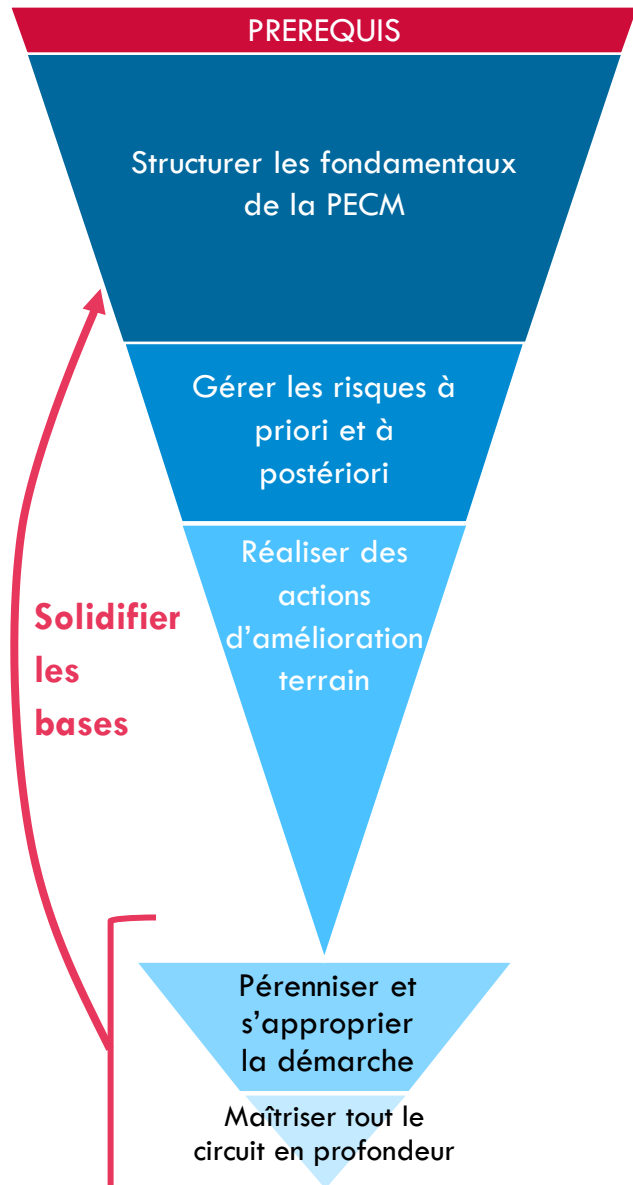 PREREQUIS
Structurer les fondamentaux
de la PECM
Gérer les risques à
priori et à
postériori
Réaliser des
actions
d'amélioration
terrain
Solidifier
les
bases
Pérenniser et
s'approprier
la démarche
Maîtriser tout le
circuit en profondeur